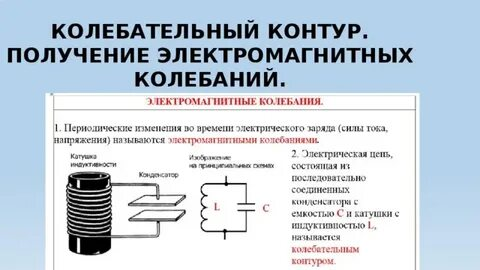 КОЛЕБАТЕЛЬНЫЙ КОНТУР.
ПОЛУЧЕНИЕ ЭЛЕКТРОМАГНИТНЫХ
КОЛЕБАНИЙ.
ЭЛЕКТРОМАГНИТНЫЕ КОЛЕБАНИЯ.
1. Периодические изменения во времени электрического заряда (силы тока,
напряжения) называются электромагнитными колебаниями.
Катушка
индуктивности
Конденсатор
Изображение
на принципиальных схемах
L
C
2. Электрическая цепь,
состоящая из
последовательно
соединенных
конденсатора с
емкостью C и катушки с
индуктивностью L,
называется
колебательным
контуром.